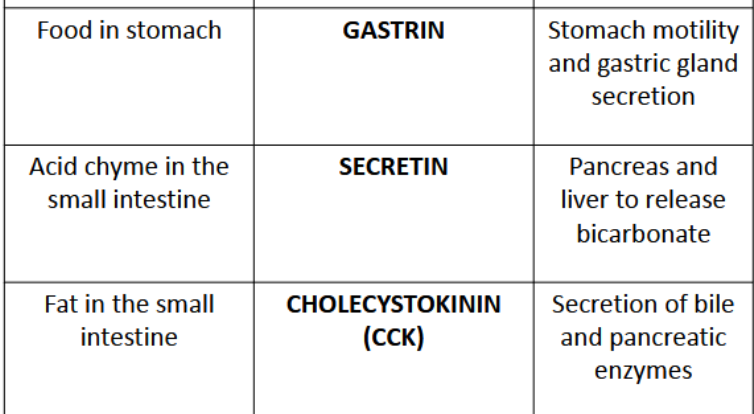 Food in stomach
GASTRIN
Stomach motility
and gastric gland
secretion
Acid chyme in the
small intestine
SECRETIN
Pancreas and
liver to release
bicarbonate
Fat in the small
intestine
CHOLECYSTOKININ
(CCK)
Secretion of bile
and pancreatic
enzymes